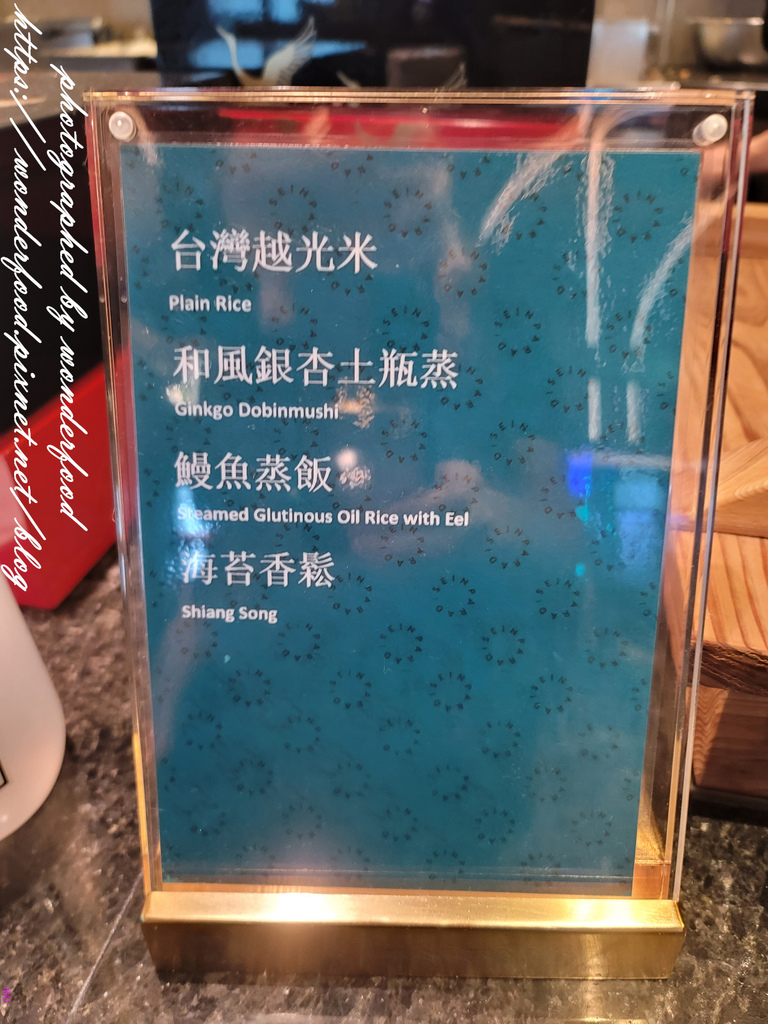 台灣越光米
Plain Rice
和風銀杏土瓶蒸
Ginkgo Dobinmushi
鰻魚蒸飯
Steamed Glutinous Oil Rice with Eel
海苔香鬆
Shiang Song
photographed by wonderfood
https://wonderfood.pixnet.net/blog